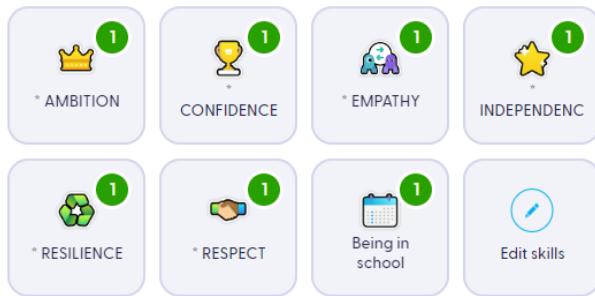 1
* AMBITION
1
*
CONFIDENCE
1
* EMPATHY
1
*
INDEPENDENC
1
* RESILIENCE
1
* RESPECT
1
Being in
school
Edit skills